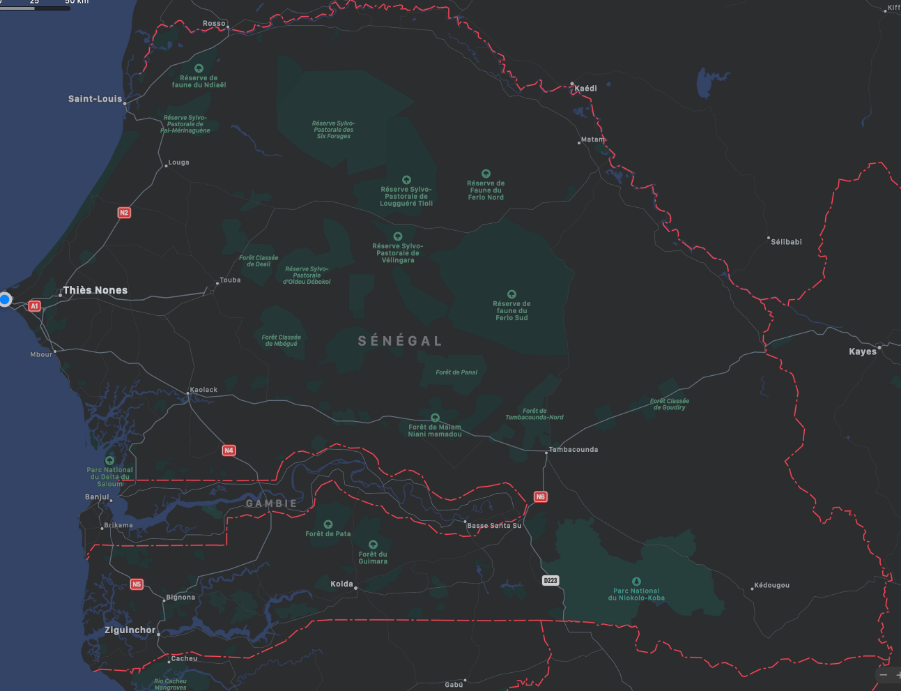 25
50 km
Kiff
Rosso
Réserve de
faune du Ndiaël
Kaédi
Saint-Louis
Réserve Sylvo-
Pastorale de
Pal-Mérinaguène
Réserve Sylvo-
Pastorale des
Six Forages
Matam
Louga
Réserve Sylvo-
Pastorale de
Lougguéré Tioli
Réserve de
Faune du
Ferlo Nord
N2
Réserve Sylvo-
Pastorale de
Vélingara
Sélibabi
Forêt Classée
de Deali
Réserve Sylvo-
Pastorale
d'Oldou Débokol
Touba
Thiès Nones
A1
Réserve de
faune du
Ferlo Sud
Forêt Classée
de Mbégué
SÉNÉGAL
Mbour
Kayes
Forêt de Panal
Kaolack
Forêt Classée
de Goudiry
Forêt de Malam
Niani mamadou
Forêt de
Tambacounda-Nord
N4
Tambacounda
Parc National
du Delta du
Saloum
Banjul
GAMBIE
N6
Brikama
Basse Santa Su
Forêt de Pata
Forêt du
Guimara
N5
Kolda
D223
Parc National
du Niokolo-Koba
Kédougou
Bignona
Ziguinchor
Cacheu
Rio Cacheu
Mangroves
Gabú